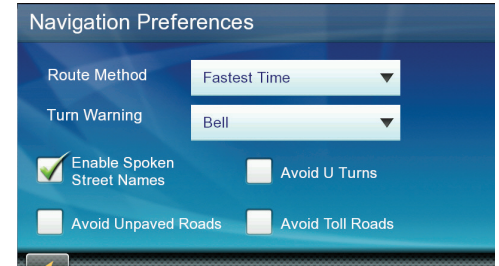 Navigation Preferences
Route Method
Fastest Time
Turn Warning
Bell
Enable Spoken
Street Names
Avoid U Turns
Avoid Unpaved Roads
Avoid Toll Roads